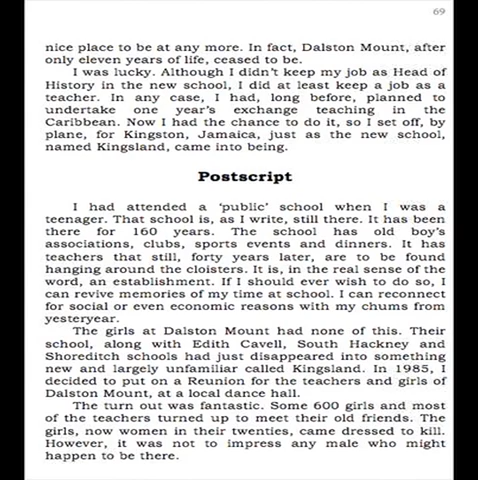 69
nice place to be at any more. In fact, Dalston Mount, after
only eleven years of life, ceased to be.
I was lucky. Although I didn't keep my job as Head of
History in the new school, I did at least keep a job as a
teacher. In any case, I had, long before, planned to
undertake one year's exchange teaching in the
Caribbean. Now I had the chance to do it, so I set off, by
plane, for Kingston, Jamaica, just as the new school,
named Kingsland, came into being.
Postscript
I had attended a 'public' school when I was a
teenager. That school is, as I write, still there. It has been
there for 160 years. The school has old boy's
associations, clubs, sports events and dinners. It has
teachers that still, forty years later, are to be found
hanging around the cloisters. It is, in the real sense of the
word, an establishment. If I should ever wish to do so, I
can revive memories of my time at school. I can reconnect
for social or even economic reasons with my chums from
yesteryear.
The girls at Dalston Mount had none of this. Their
school, along with Edith Cavell, South Hackney and
Shoreditch schools had just disappeared into something
new and largely unfamiliar called Kingsland. In 1985, I
decided to put on a Reunion for the teachers and girls of
Dalston Mount, at a local dance hall.
The turn out was fantastic. Some 600 girls and most
of the teachers turned up to meet their old friends. The
girls, now women in their twenties, came dressed to kill.
However, it was not to impress any male who might
happen to be there.